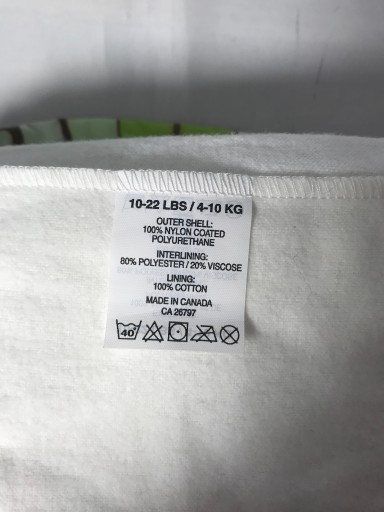 10-22 LBS / 4-10 KG
OUTER SHELL:
100% NYLON COATED
POLYURETHANE
INTERLINING:
80% POLYESTER / 20% VISCOSE
LINING:
100% COTTON
MADE IN CANADA
CA 26797
40°